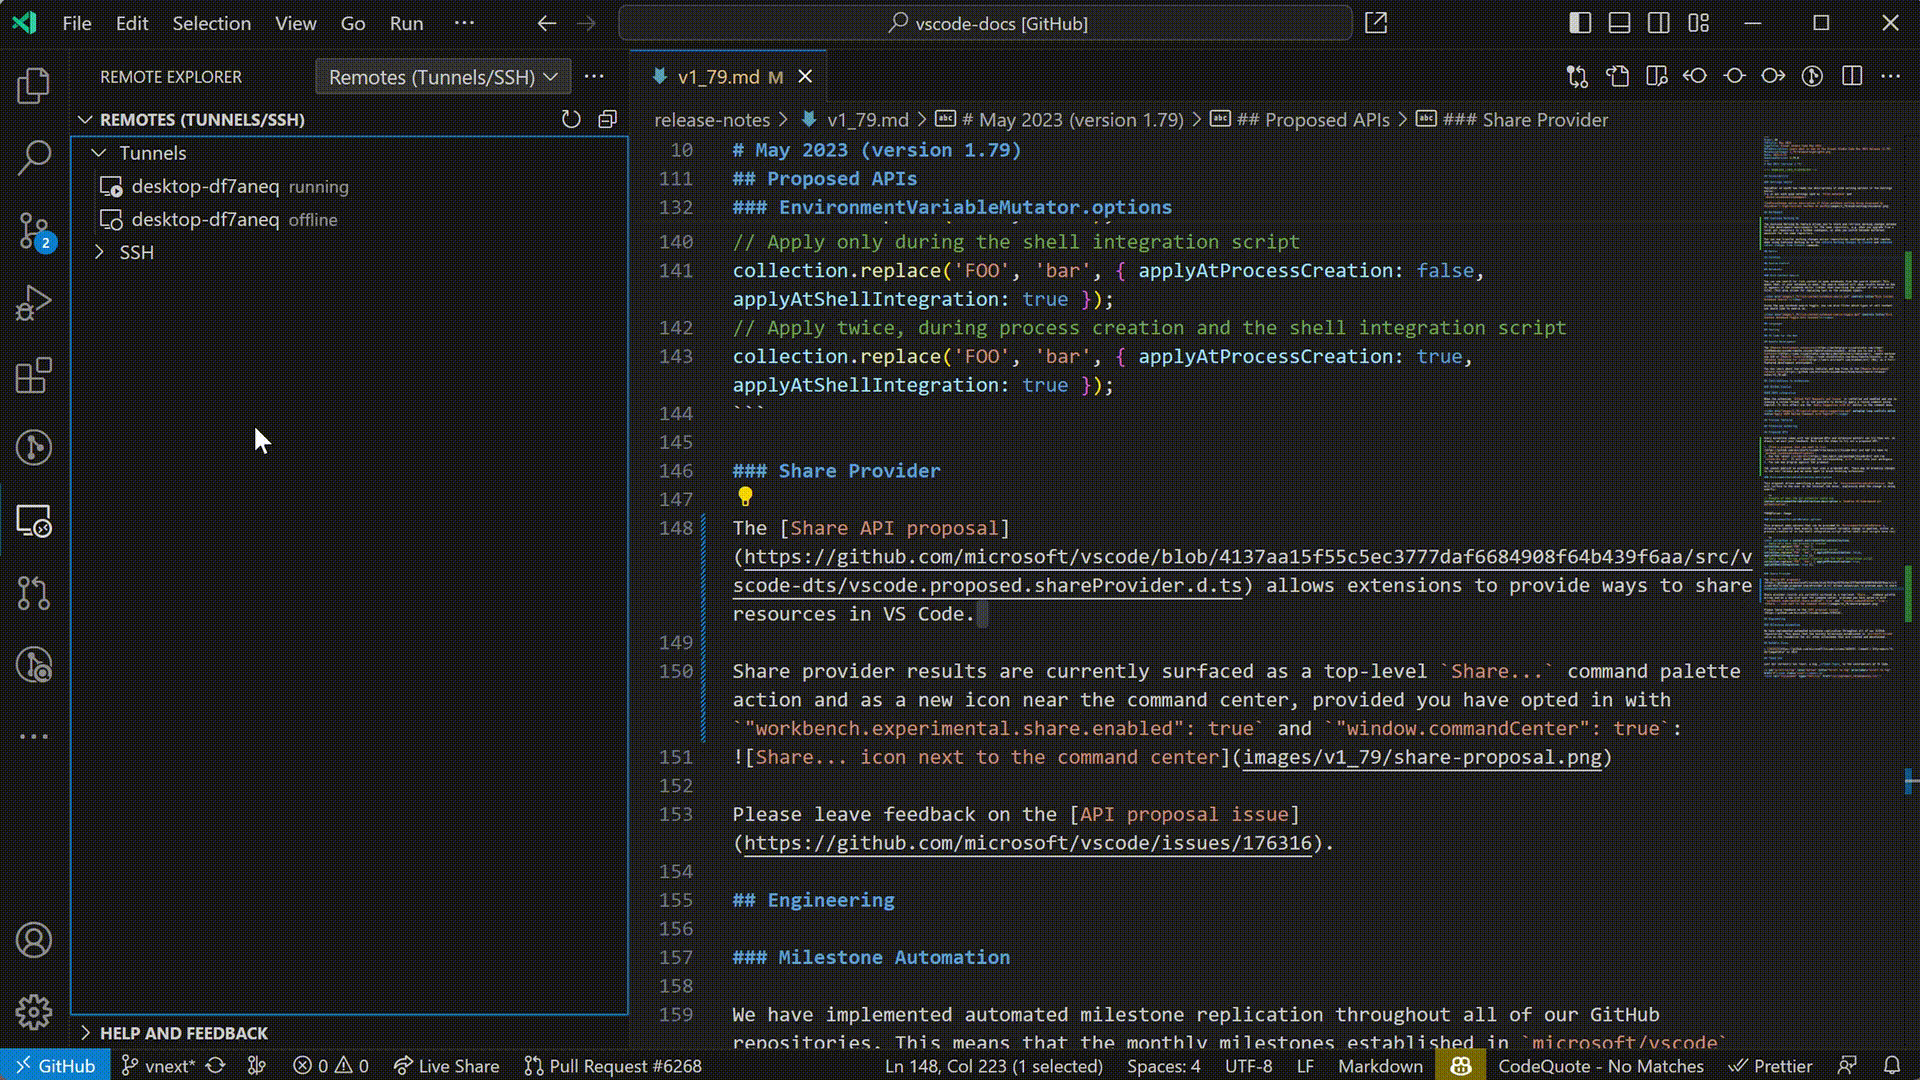 File Edit Selection View Go Run ···
vscode-docs [GitHub]
REMOTE EXPLORER
Remotes (Tunnels/SSH)
REMOTES (TUNNELS/SSH)
Tunnels
desktop-df7aneq running
desktop-df7aneq offline
SSH
2
HELP AND FEEDBACK
v1_79.md M
release-notes > v1_79.md > # May 2023 (version 1.79) > ## Proposed APIs > ### Share Provider
10 # May 2023 (version 1.79)
111 ## Proposed APIs
132 ### EnvironmentVariableMutator.options
140 // Apply only during the shell integration script
141 collection.replace('FOO', 'bar', { applyAtProcessCreation: false,
applyAtShellIntegration: true });
142 // Apply twice, during process creation and the shell integration script
143 collection.replace('FOO', 'bar', { applyAtProcessCreation: true,
applyAtShellIntegration: true });
144 ```
145
146 ### Share Provider
147
148 The [Share API proposal]
(https://github.com/microsoft/vscode/blob/4137aa15f55c5ec3777daf6684908f64b439f6aa/src/v
scode-dts/vscode.proposed.shareProvider.d.ts) allows extensions to provide ways to share
resources in VS Code.
149
150 Share provider results are currently surfaced as a top-level `Share...` command palette
action and as a new icon near the command center, provided you have opted in with
`"workbench.experimental.share.enabled": true` and `"window.commandCenter": true`:
151 ![Share... icon next to the command center](images/v1_79/share-proposal.png)
152
153 Please leave feedback on the [API proposal issue]
(https://github.com/microsoft/vscode/issues/176316).
154
155 ## Engineering
156
157 ### Milestone Automation
158
159 We have implemented automated milestone replication throughout all of our GitHub
repositories. This means that the monthly milestones established in `microsoft/vscode`
GitHub vnext* 0 0 Live Share Pull Request #6268 Ln 148, Col 223 (1 selected) Spaces: 4 UTF-8 LF Markdown CodeQuote - No Matches Prettier